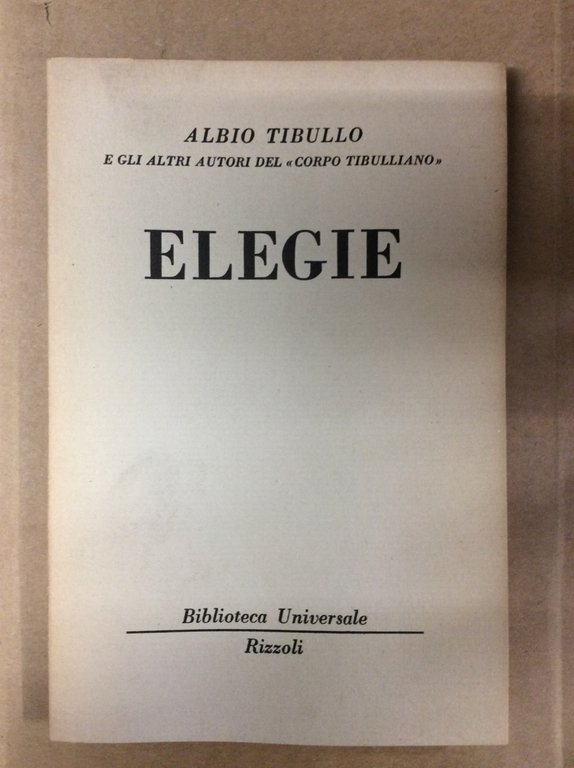 ALBIO TIBULLO
E GLI ALTRI AUTORI DEL «CORPO TIBULLIANO»
ELEGIE
Biblioteca Universale
Rizzoli